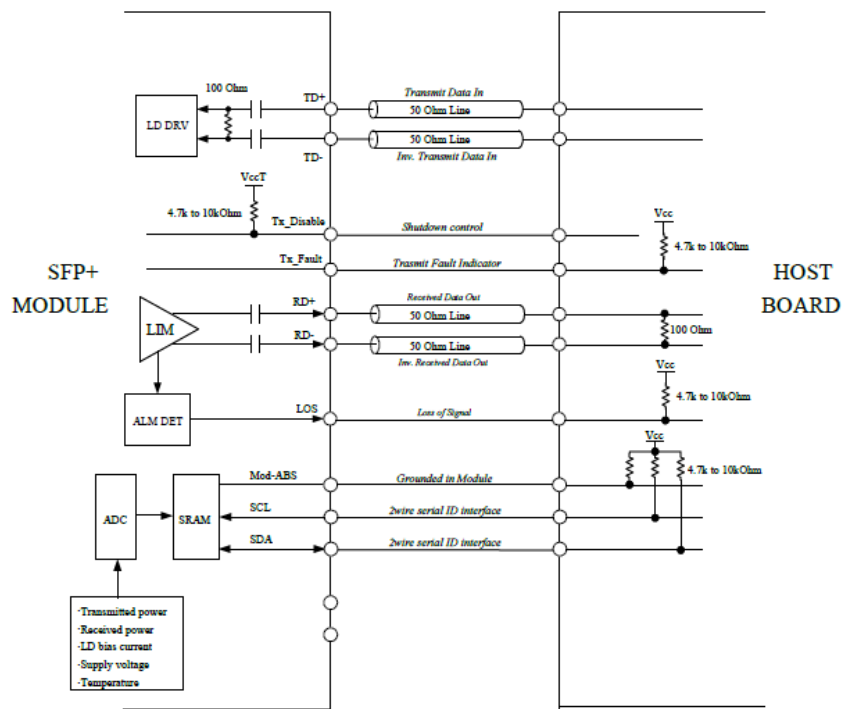 100 Ohm
TD+
Transmit Data In
50 Ohm Line
LD DRV
50 Ohm Line
TD-
Inv. Transmit Data In
VccT
4.7k to 10kOhm
Tx_Disable
Shutdown control
Vcc
4.7k to 10kOhm
Tx_Fault
Trasmit Fault Indicator
SFP+
MODULE
HOST
BOARD
RD+
Received Data Out
50 Ohm Line
LIM
100 Ohm
RD-
50 Ohm Line
Inv. Received Data Out
Vcc
4.7k to 10kOhm
ALM DET
LOS
Loss of Signal
Vcc
4.7k to 10kOhm
Mod-ABS
Grounded in Module
ADC
SRAM
SCL
2wire serial ID interface
SDA
2wire serial ID interface
·Transmitted power
·Received power
·LD bias current
·Supply voltage
·Temperature